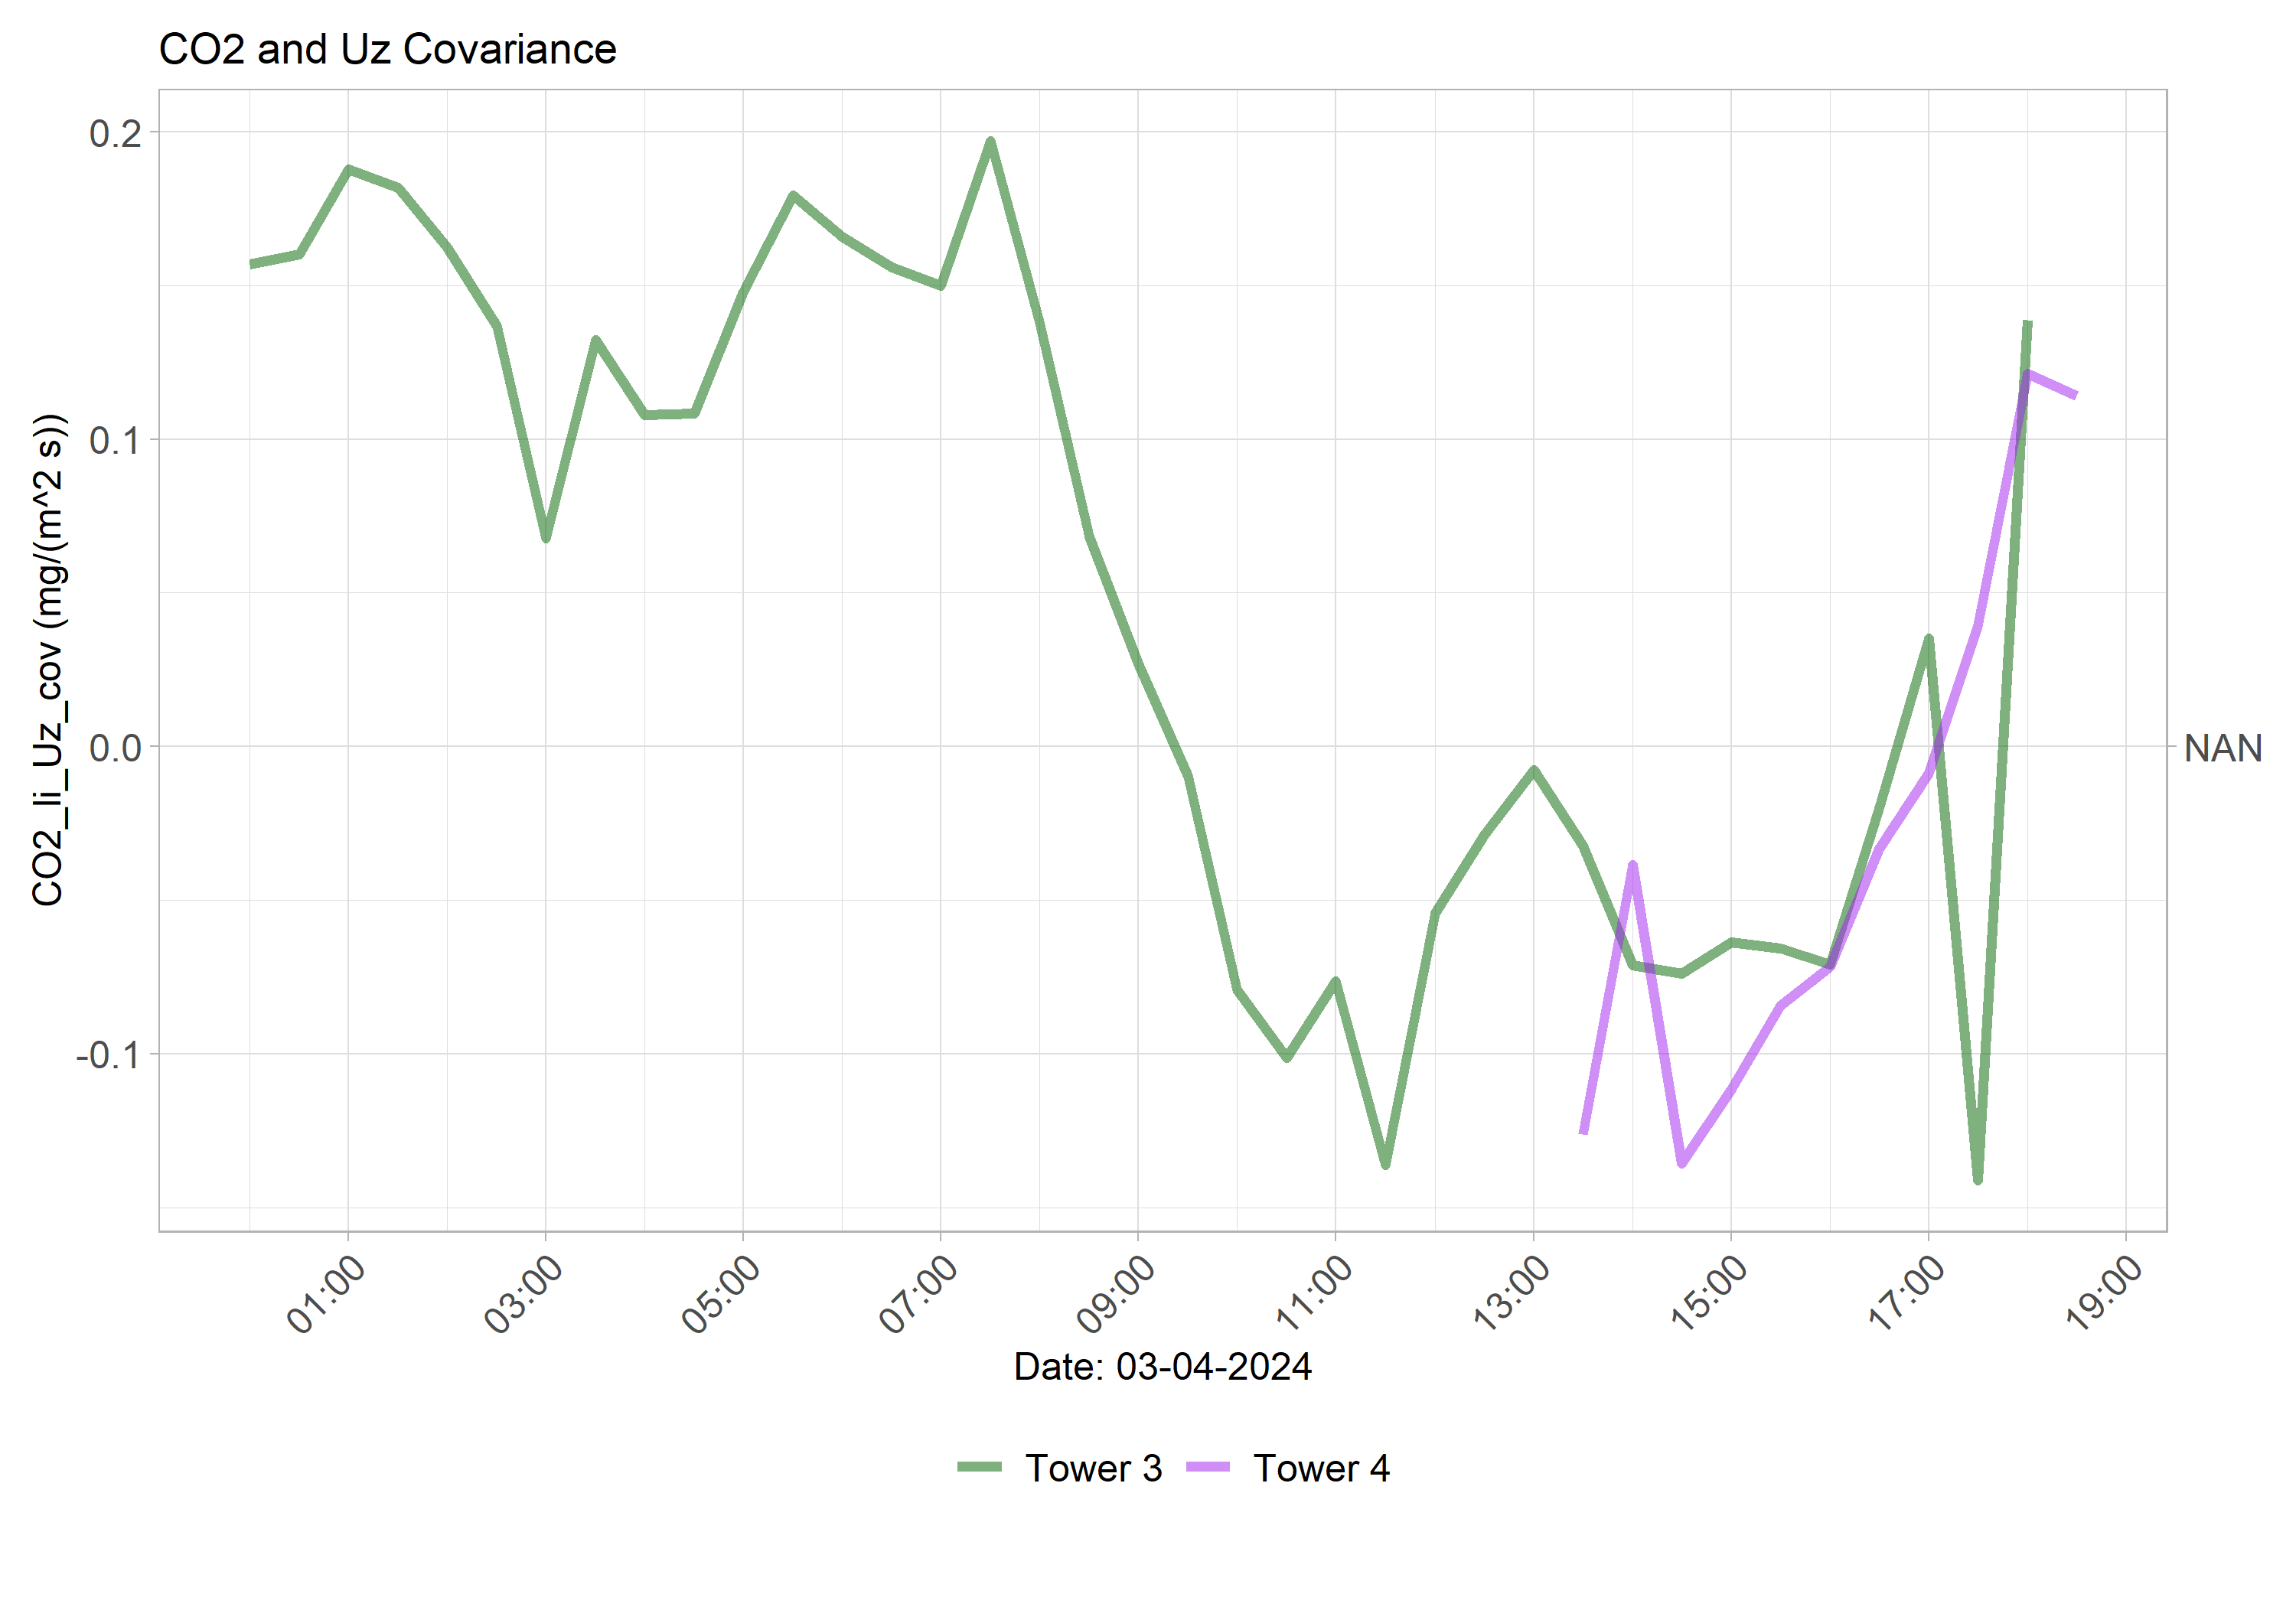 CO2 and Uz Covariance
CO2_li_Uz_cov (mg/(m^2 s))
0.2
0.1
0.0
-0.1
NAN
01:00
03:00
05:00
07:00
09:00
11:00
13:00
15:00
17:00
19:00
Date: 03-04-2024
Tower 3
Tower 4